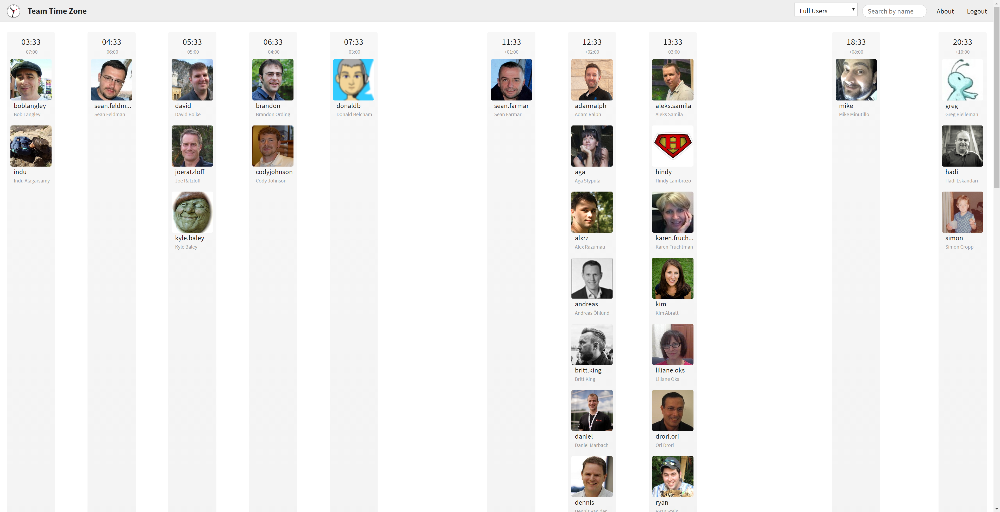 Team Time Zone
Full Users
Search by name
About
Logout
03:33
-07:00
boblangley
Bob Langley
indu
Indu Alagarsamy
04:33
-06:00
sean.feldm...
Sean Feldman
05:33
-05:00
david
David Boike
joeratzloff
Joe Ratzloff
kyle.baley
Kyle Baley
06:33
-04:00
brandon
Brandon Ording
codyjohnson
Cody Johnson
07:33
-03:00
donaldb
Donald Belcham
11:33
+01:00
sean.farmar
Sean Farmar
12:33
+02:00
adamralph
Adam Ralph
aga
Aga Stypula
alxrz
Alex Razumau
andreas
Andreas Öhlund
britt.king
Britt King
daniel
Daniel Marbach
dennis
Dennis van der
13:33
+03:00
aleks.samila
Aleks Samila
H
hindy
Hindy Lambrozo
karen.fruch...
Karen Fruchtman
kim
Kim Abratt
liliane.oks
Liliane Oks
drori.ori
Ori Drori
ryan
Ryan Stein
18:33
+08:00
mike
Mike Minutillo
20:33
+10:00
greg
Greg Bielleman
hadi
Hadi Eskandari
simon
Simon Cropp